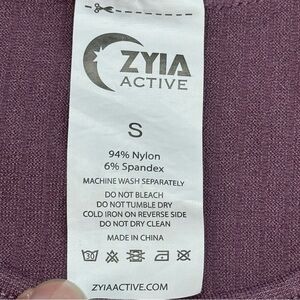 ZYIA
ACTIVE
S
94% Nylon
6% Spandex
MACHINE WASH SEPARATELY
DO NOT BLEACH
DO NOT TUMBLE DRY
COLD IRON ON REVERSE SIDE
DO NOT DRY CLEAN
MADE IN CHINA
30
ZYIAACTIVE.COM